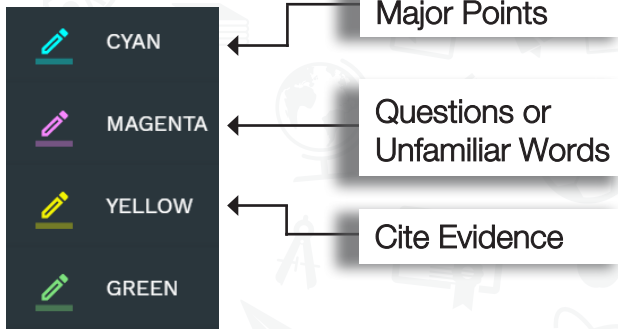 Major Points
CYAN
Questions or
Unfamiliar Words
MAGENTA
YELLOW
Cite Evidence
GREEN